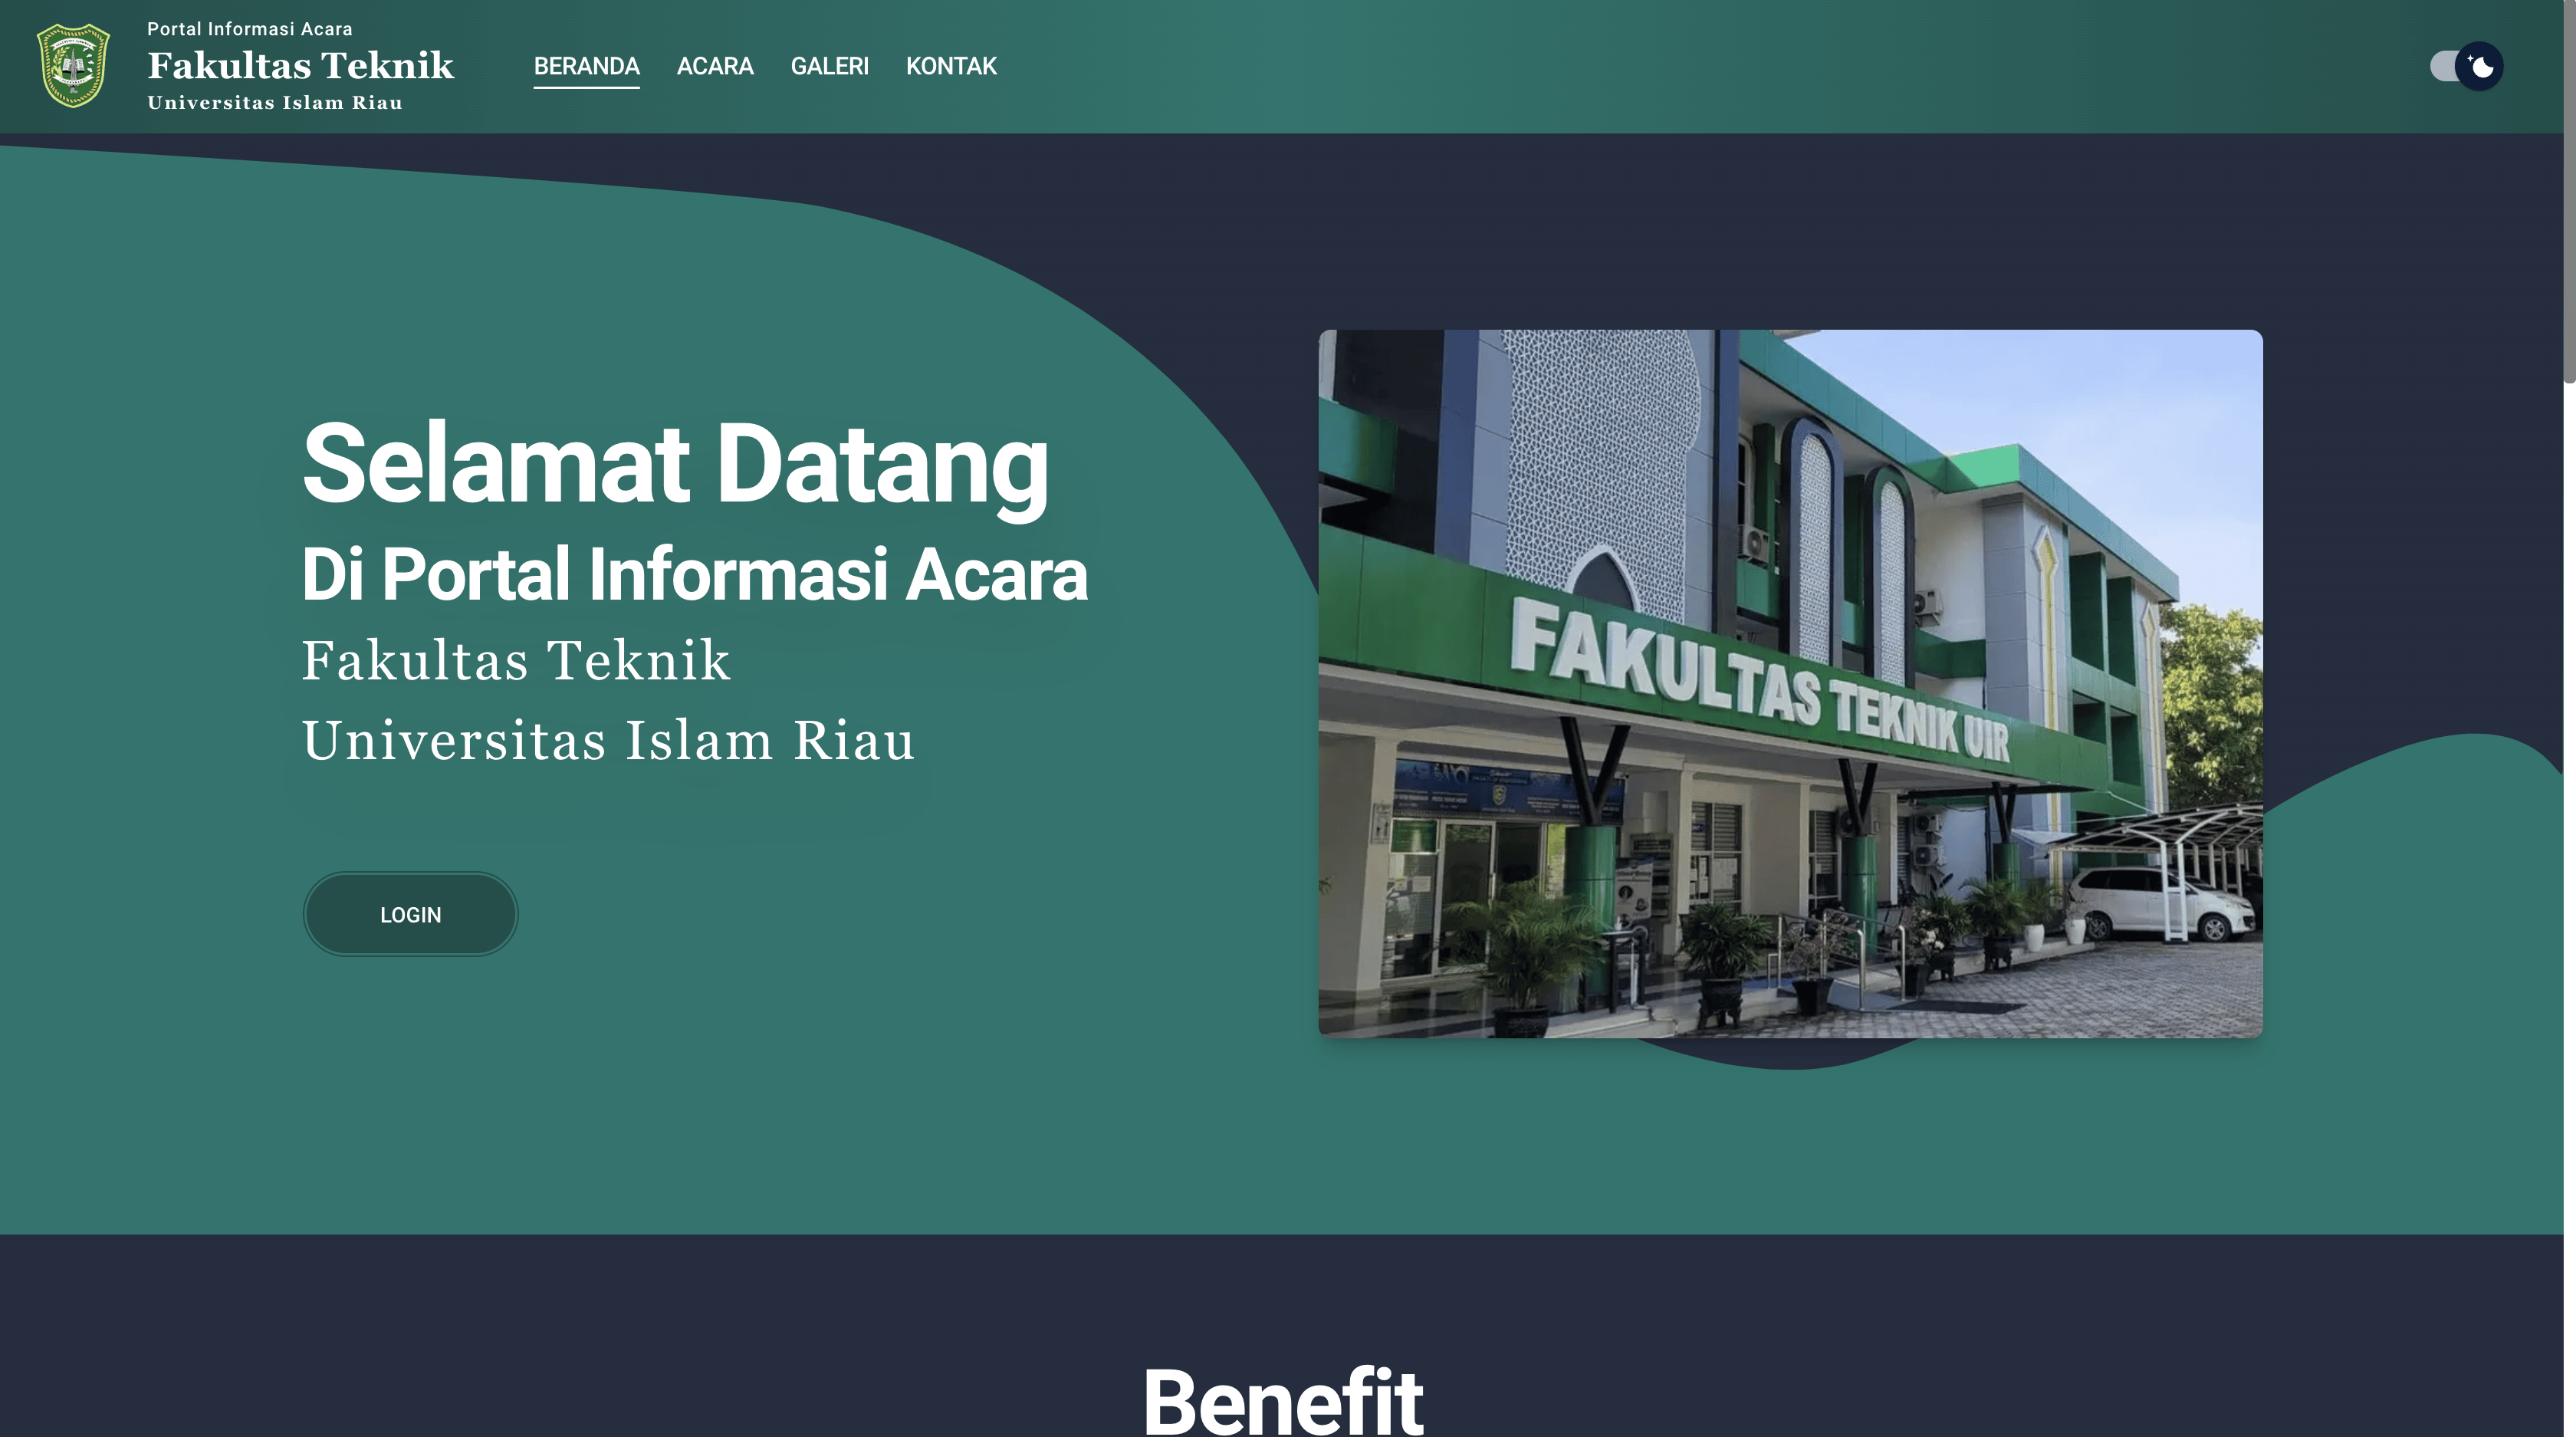 Portal Informasi Acara
Fakultas Teknik
Universitas Islam Riau
BERANDA ACARA GALERI KONTAK
Selamat Datang
Di Portal Informasi Acara
Fakultas Teknik
Universitas Islam Riau
LOGIN
FAKULTAS TEKNIK UIR
Benefit